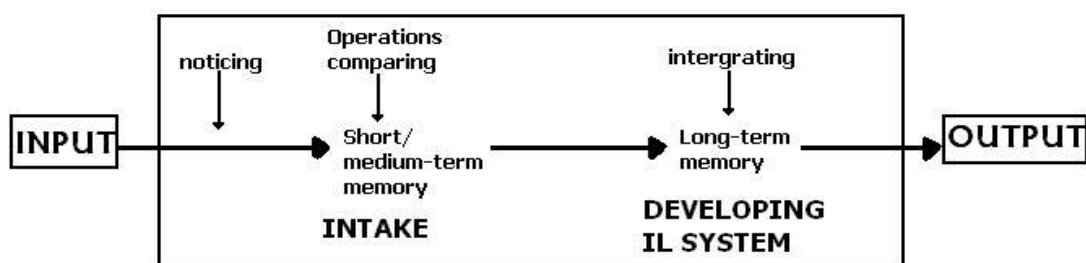 noticing
Operations
comparing
intergrating
INPUT
Short/
medium-term
memory
INTAKE
Long-term
memory
DEVELOPING
IL SYSTEM
OUTPUT